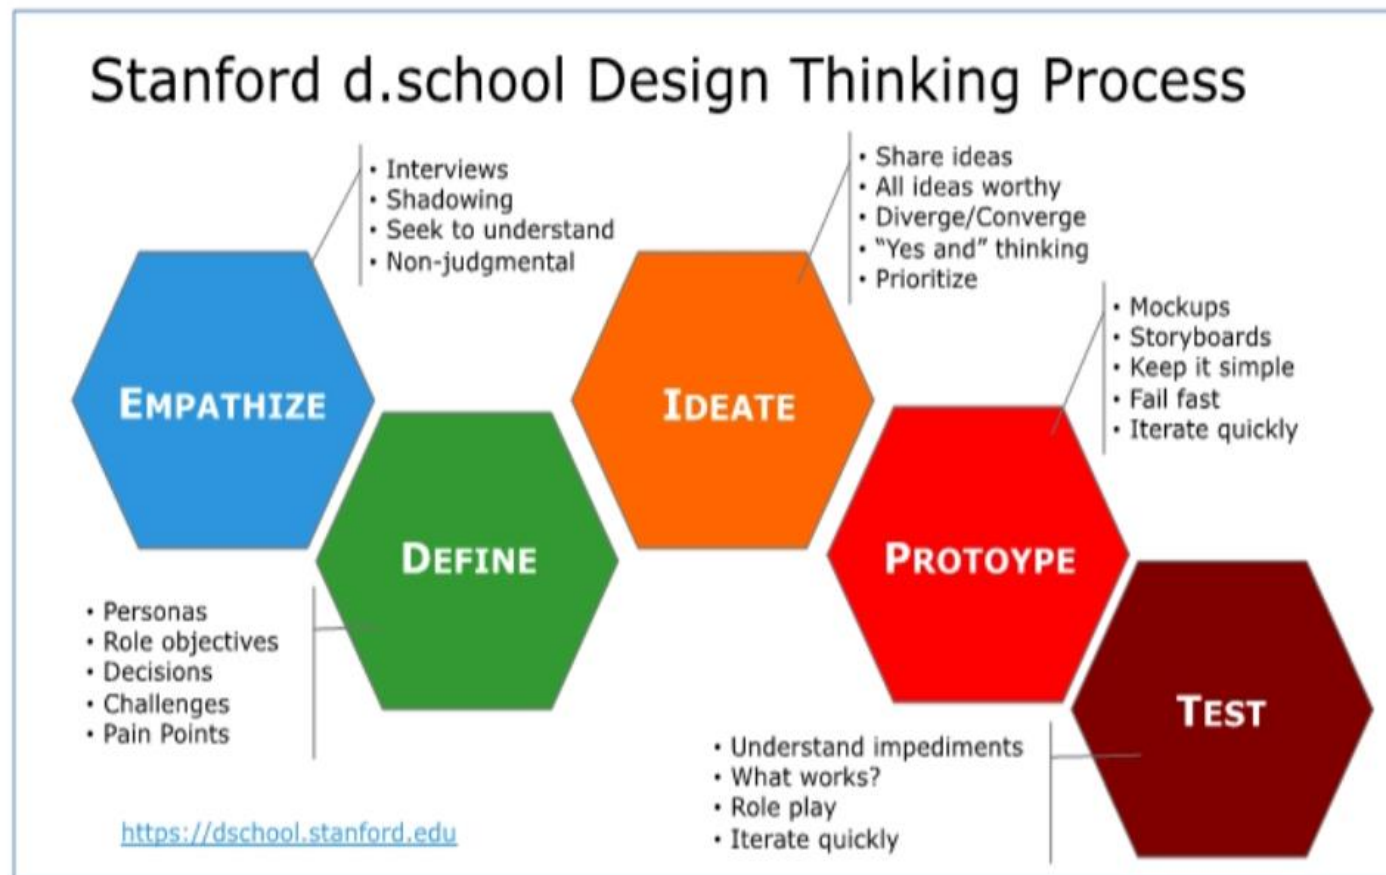 Stanford d.school Design Thinking Process
• Interviews
• Shadowing
• Seek to understand
• Non-judgmental
EMPATHIZE
• Personas
• Role objectives
• Decisions
• Challenges
• Pain Points
DEFINE
• Share ideas
• All ideas worthy
• Diverge/Converge
• “Yes and” thinking
• Prioritize
IDEATE
• Mockups
• Storyboards
• Keep it simple
• Fail fast
• Iterate quickly
PROTOYPE
• Understand impediments
• What works?
• Role play
• Iterate quickly
TEST
https://dschool.stanford.edu